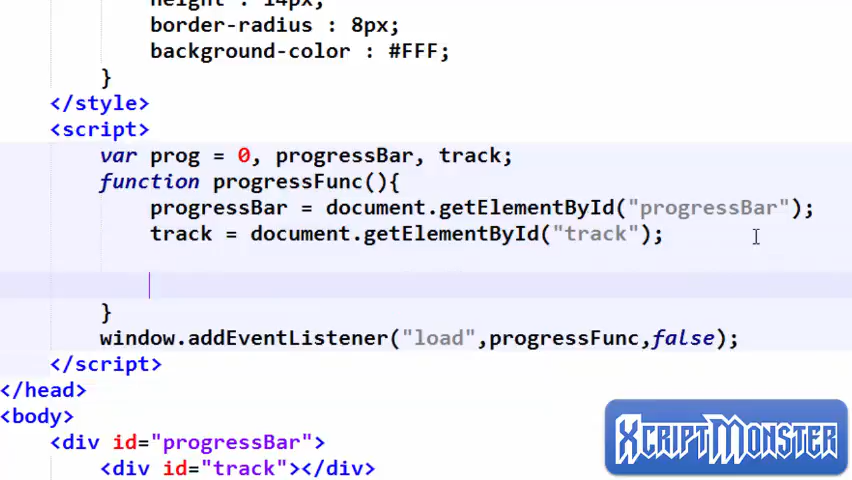 height : 14px;
border-radius : 8px;
background-color : #FFF;
}
</style>
<script>
var prog = 0, progressBar, track;
function progressFunc(){
progressBar = document.getElementById("progressBar");
track = document.getElementById("track");
}
window.addEventListener("load",progressFunc,false);
</script>
</head>
<body>
<div id="progressBar">
<div id="track"></div>
XCRIPTMONSTER